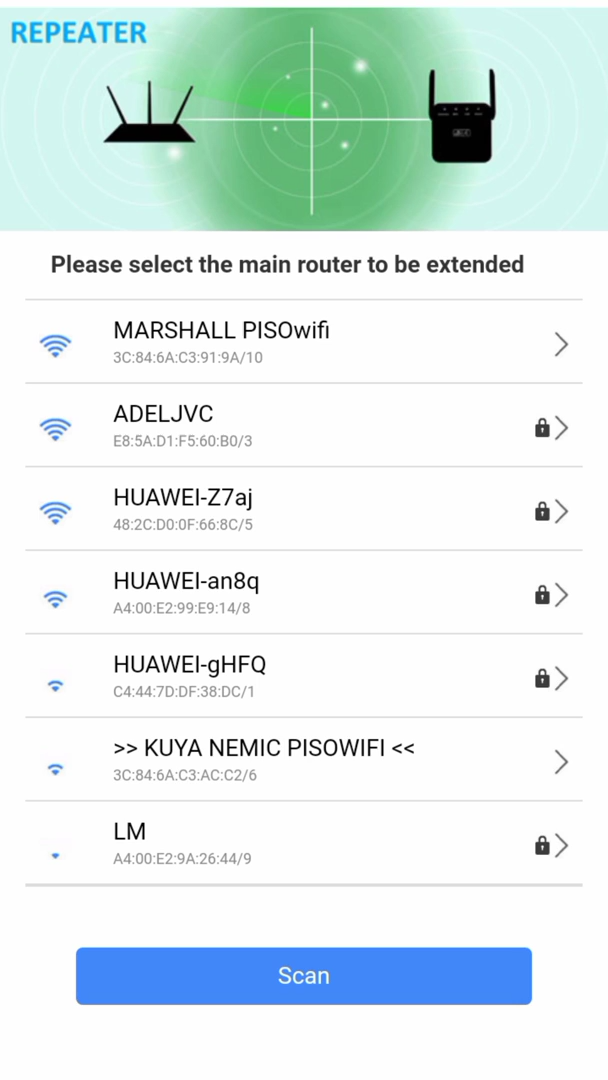 REPEATER
Please select the main router to be extended
MARSHALL PISOwifi
3C:84:6A:C3:91:9A/10
ADELJVC
E8:5A:D1:F5:60:B0/3
HUAWEI-Z7aj
48:2C:D0:0F:66:8C/5
HUAWEI-an8q
A4:00:E2:99:E9:14/8
HUAWEI-gHFQ
C4:44:7D:DF:38:DC/1
>> KUYA NEMIC PISOWIFI <<
3C:84:6A:C3:AC:C2/6
LM
A4:00:E2:9A:26:44/9
Scan